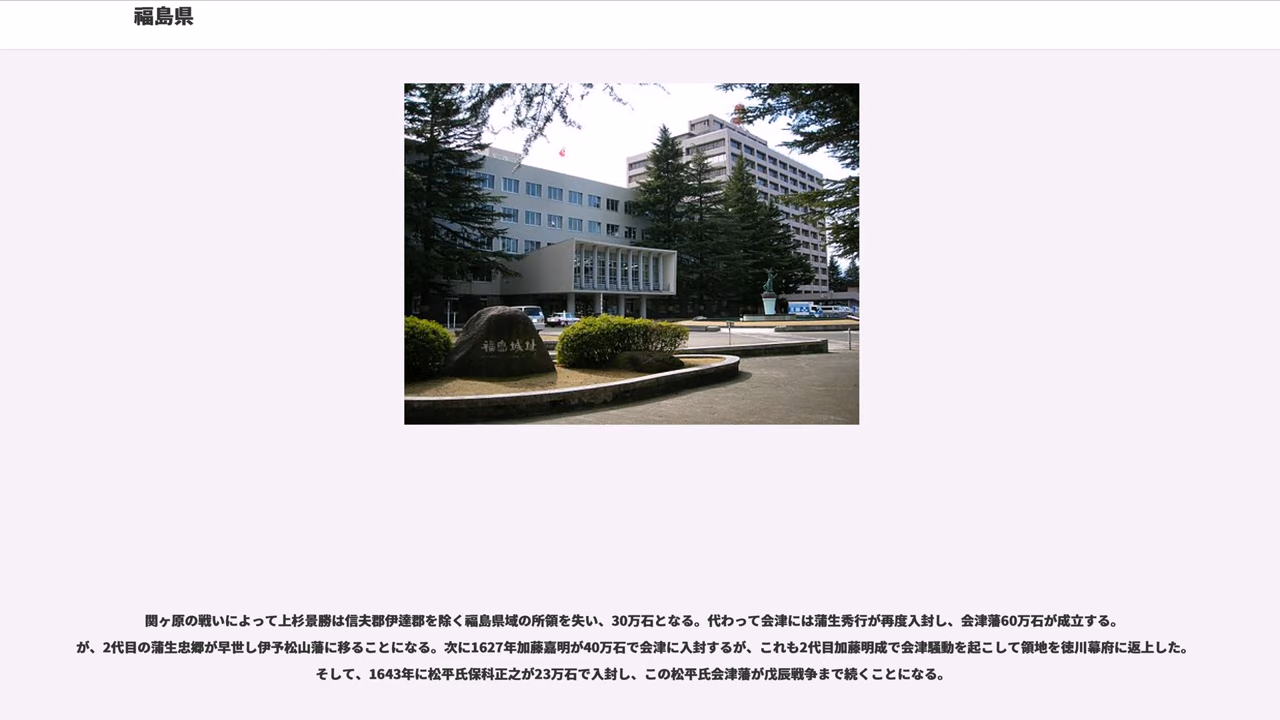 福島県
福島城址
関ヶ原の戦いによって上杉景勝は信夫郡伊達郡を除く福島県域の所領を失い、30万石となる。代わって会津には蒲生秀行が再度入封し、会津藩60万石が成立する。
が、2代目の蒲生忠郷が早世し伊予松山藩に移ることになる。次に1627年加藤嘉明が40万石で会津に入封するが、これも2代目加藤明成で会津騒動を起こして領地を徳川幕府に返上した。
そして、1643年に松平氏保科正之が23万石で入封し、この松平氏会津藩が戊辰戦争まで続くことになる。